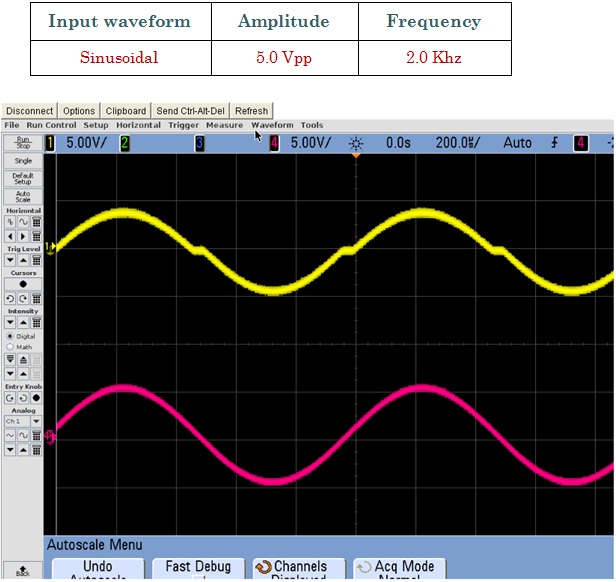 Input waveform Amplitude Frequency
Sinusoidal 5.0 Vpp 2.0 Khz
Disconnect Options Clipboard Send Ctrl-Alt-Del Refresh
File Run Control Setup Horizontal Trigger Measure Waveform Tools
Run
Stop
1 5.00V/ 2 3 4 5.00V/ 0.0s 200.0µ/ Auto 4
Single
Default
Setup
Auto
Scale
Horizontal
Trig Level
Cursors
Intensity
Digital
Math
Entry Knob
Analog
Ch 1
Autoscale Menu
Back
Undo
Autoscale
Fast Debug
Channels
Displayed
Acq Mode
Normal